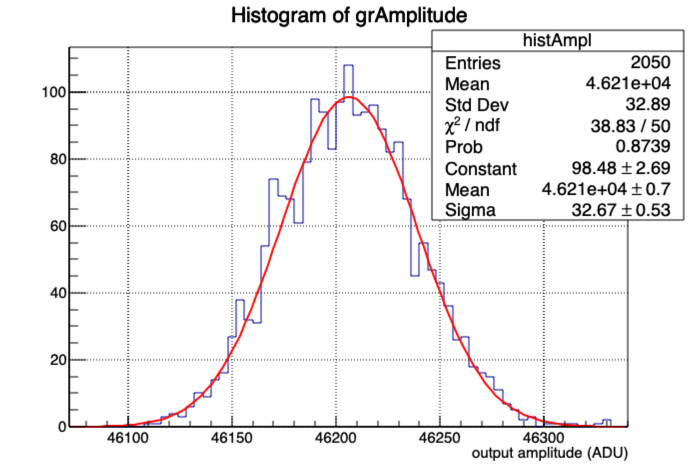 Histogram of grAmplitude
histAmpl
Entries 2050
Mean 4.621e+04
Std Dev 32.89
χ² / ndf 38.83 / 50
Prob 0.8739
Constant 98.48 ± 2.69
Mean 4.621e+04 ± 0.7
Sigma 32.67 ± 0.53
100
80
60
40
20
0
46100 46150 46200 46250 46300
output amplitude (ADU)